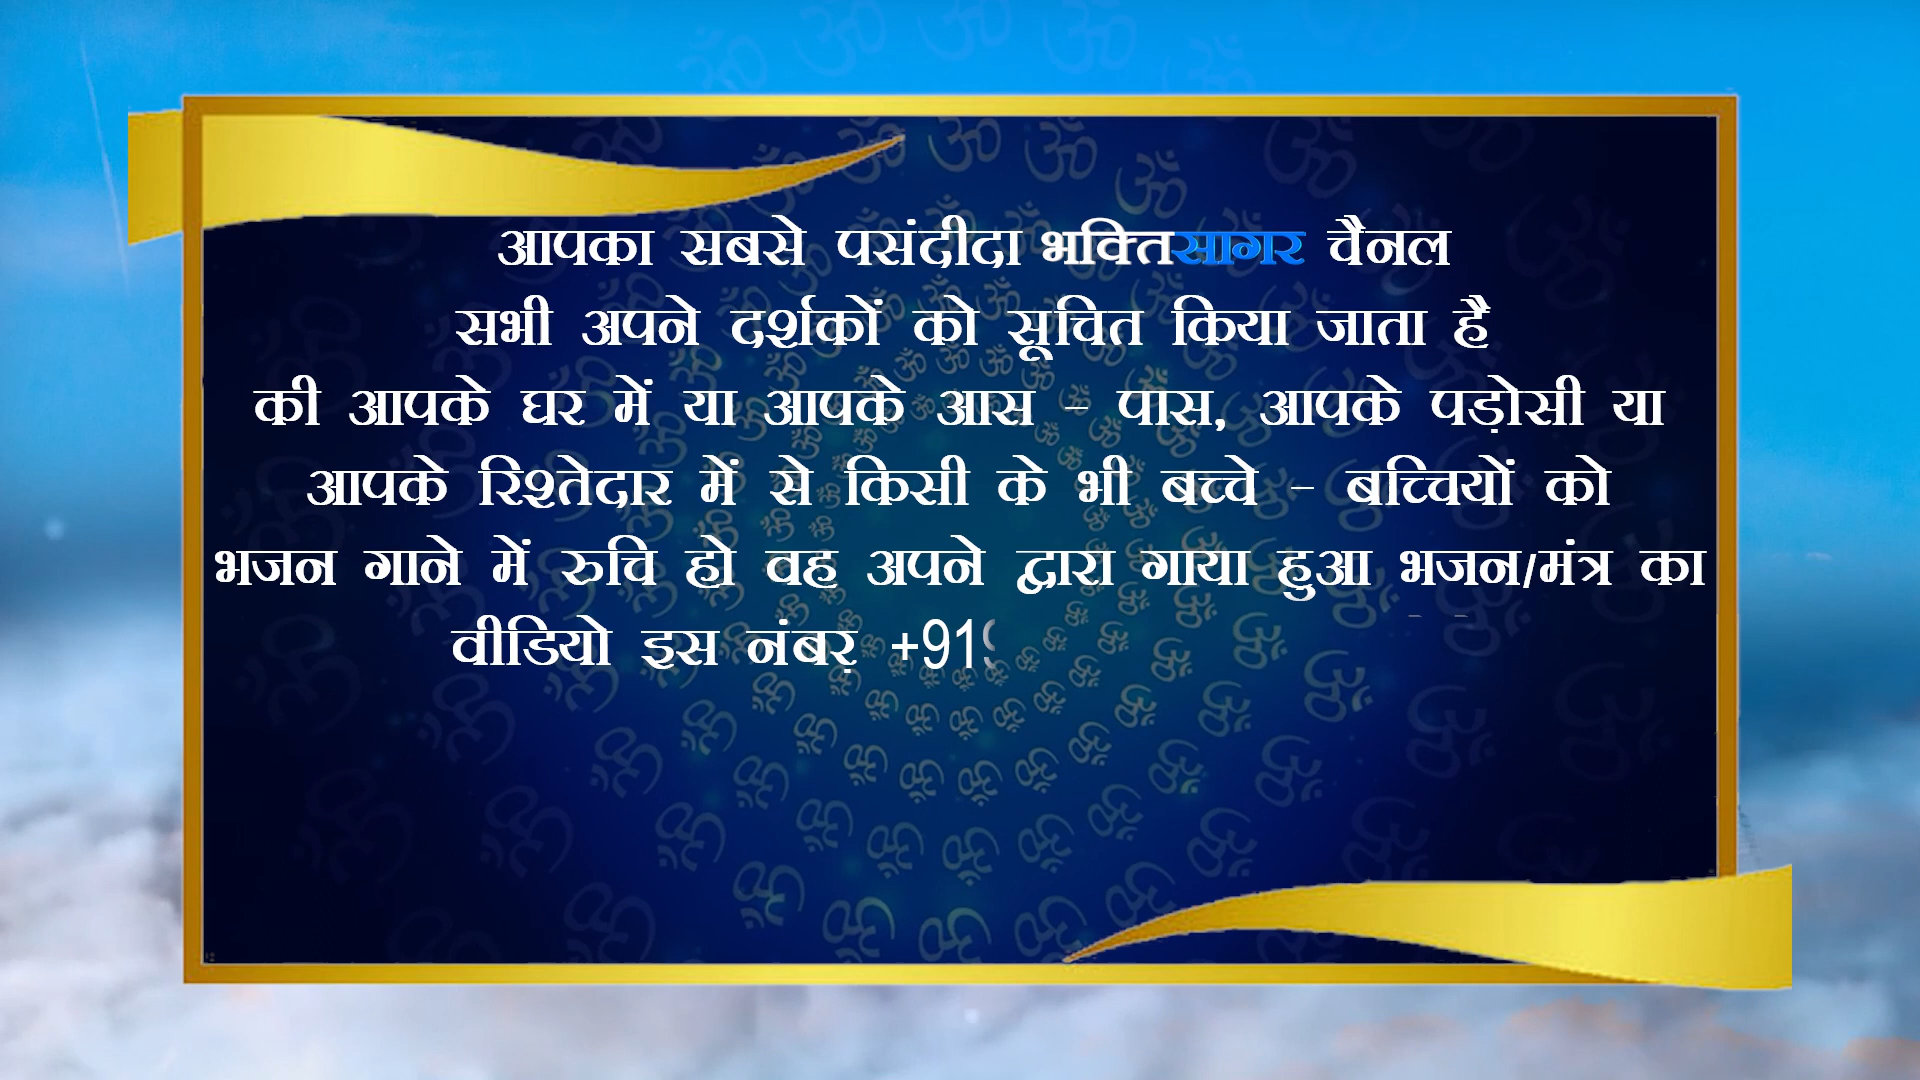 आपका सबसे पसंदीदा भक्तिसागर चैनल
सभी अपने दर्शकों को सूचित किया जाता है
की आपके घर में या आपके आस - पास, आपके पड़ोसी या
आपके रिश्तेदार में से किसी के भी बच्चे - बच्चियों को
भजन गाने में रुचि हो वह अपने द्वारा गाया हुआ भजन/मंत्र का
वीडियो इस नंबर +91